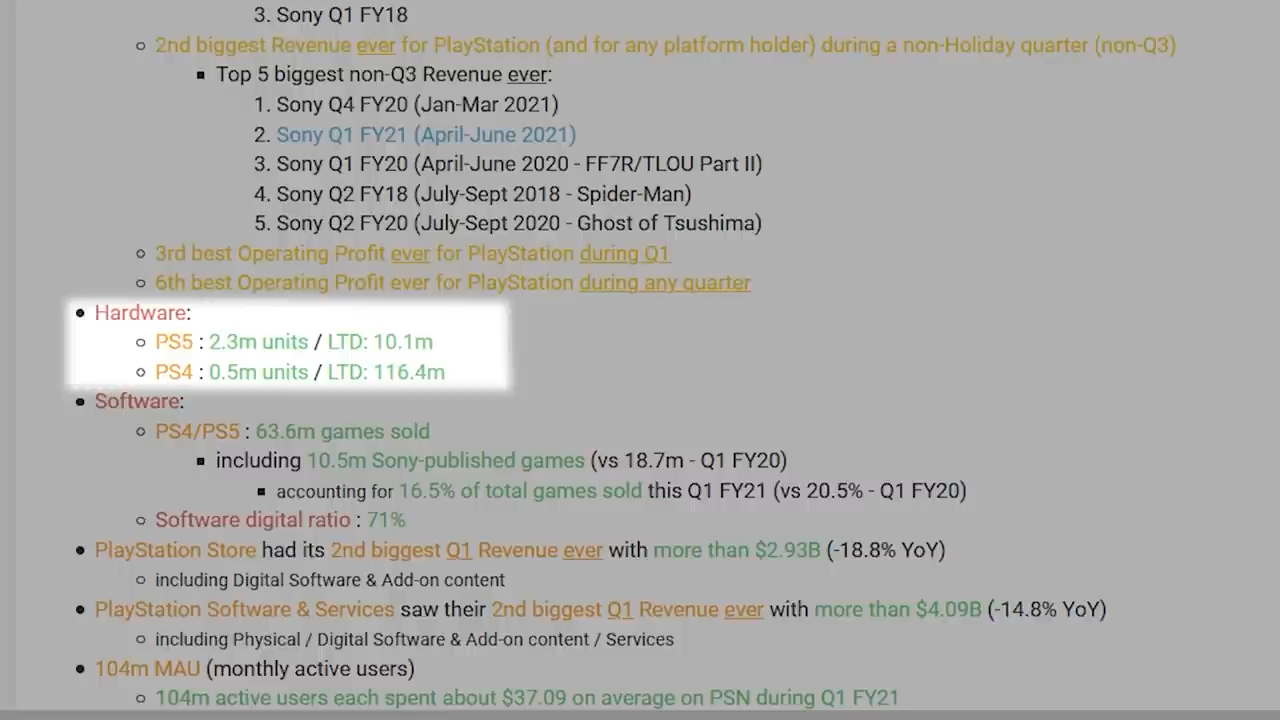 3. Sony Q1 FY18
2nd biggest Revenue ever for PlayStation (and for any platform holder) during a non-Holiday quarter (non-Q3)
Top 5 biggest non-Q3 Revenue ever:
1. Sony Q4 FY20 (Jan-Mar 2021)
2. Sony Q1 FY21 (April-June 2021)
3. Sony Q1 FY20 (April-June 2020 - FF7R/TLOU Part II)
4. Sony Q2 FY18 (July-Sept 2018 - Spider-Man)
5. Sony Q2 FY20 (July-Sept 2020 - Ghost of Tsushima)
3rd best Operating Profit ever for PlayStation during Q1
6th best Operating Profit ever for PlayStation during any quarter
Hardware:
PS5 : 2.3m units / LTD: 10.1m
PS4 : 0.5m units / LTD: 116.4m
Software:
PS4/PS5 : 63.6m games sold
including 10.5m Sony-published games (vs 18.7m - Q1 FY20)
accounting for 16.5% of total games sold this Q1 FY21 (vs 20.5% - Q1 FY20)
Software digital ratio : 71%
PlayStation Store had its 2nd biggest Q1 Revenue ever with more than $2.93B (-18.8% YoY)
including Digital Software & Add-on content
PlayStation Software & Services saw their 2nd biggest Q1 Revenue ever with more than $4.09B (-14.8% YoY)
including Physical / Digital Software & Add-on content / Services
104m MAU (monthly active users)
104m active users each spent about $37.09 on average on PSN during Q1 FY21